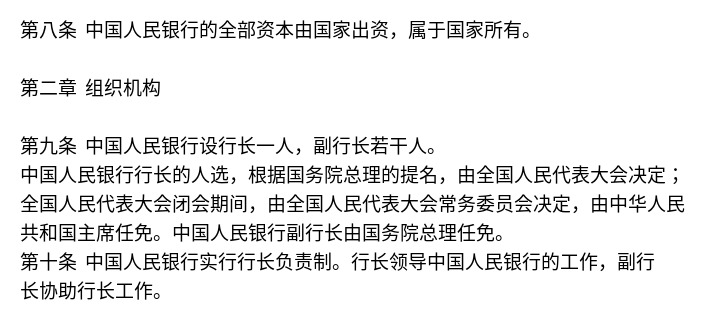 第八条 中国人民银行的全部资本由国家出资，属于国家所有。
第二章 组织机构
第九条 中国人民银行设行长一人，副行长若干人。
中国人民银行行长的人选，根据国务院总理的提名，由全国人民代表大会决定；
全国人民代表大会闭会期间，由全国人民代表大会常务委员会决定，由中华人民
共和国主席任免。中国人民银行副行长由国务院总理任免。
第十条 中国人民银行实行行长负责制。行长领导中国人民银行的工作，副行
长协助行长工作。